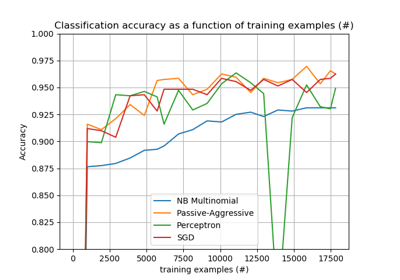 Classification accuracy as a function of training examples (#)
1.000
0.975
0.950
0.925
0.900
0.875
0.850
0.825
0.800
Accuracy
NB Multinomial
Passive-Aggressive
Perceptron
SGD
0 2500 5000 7500 10000 12500 15000 17500
training examples (#)